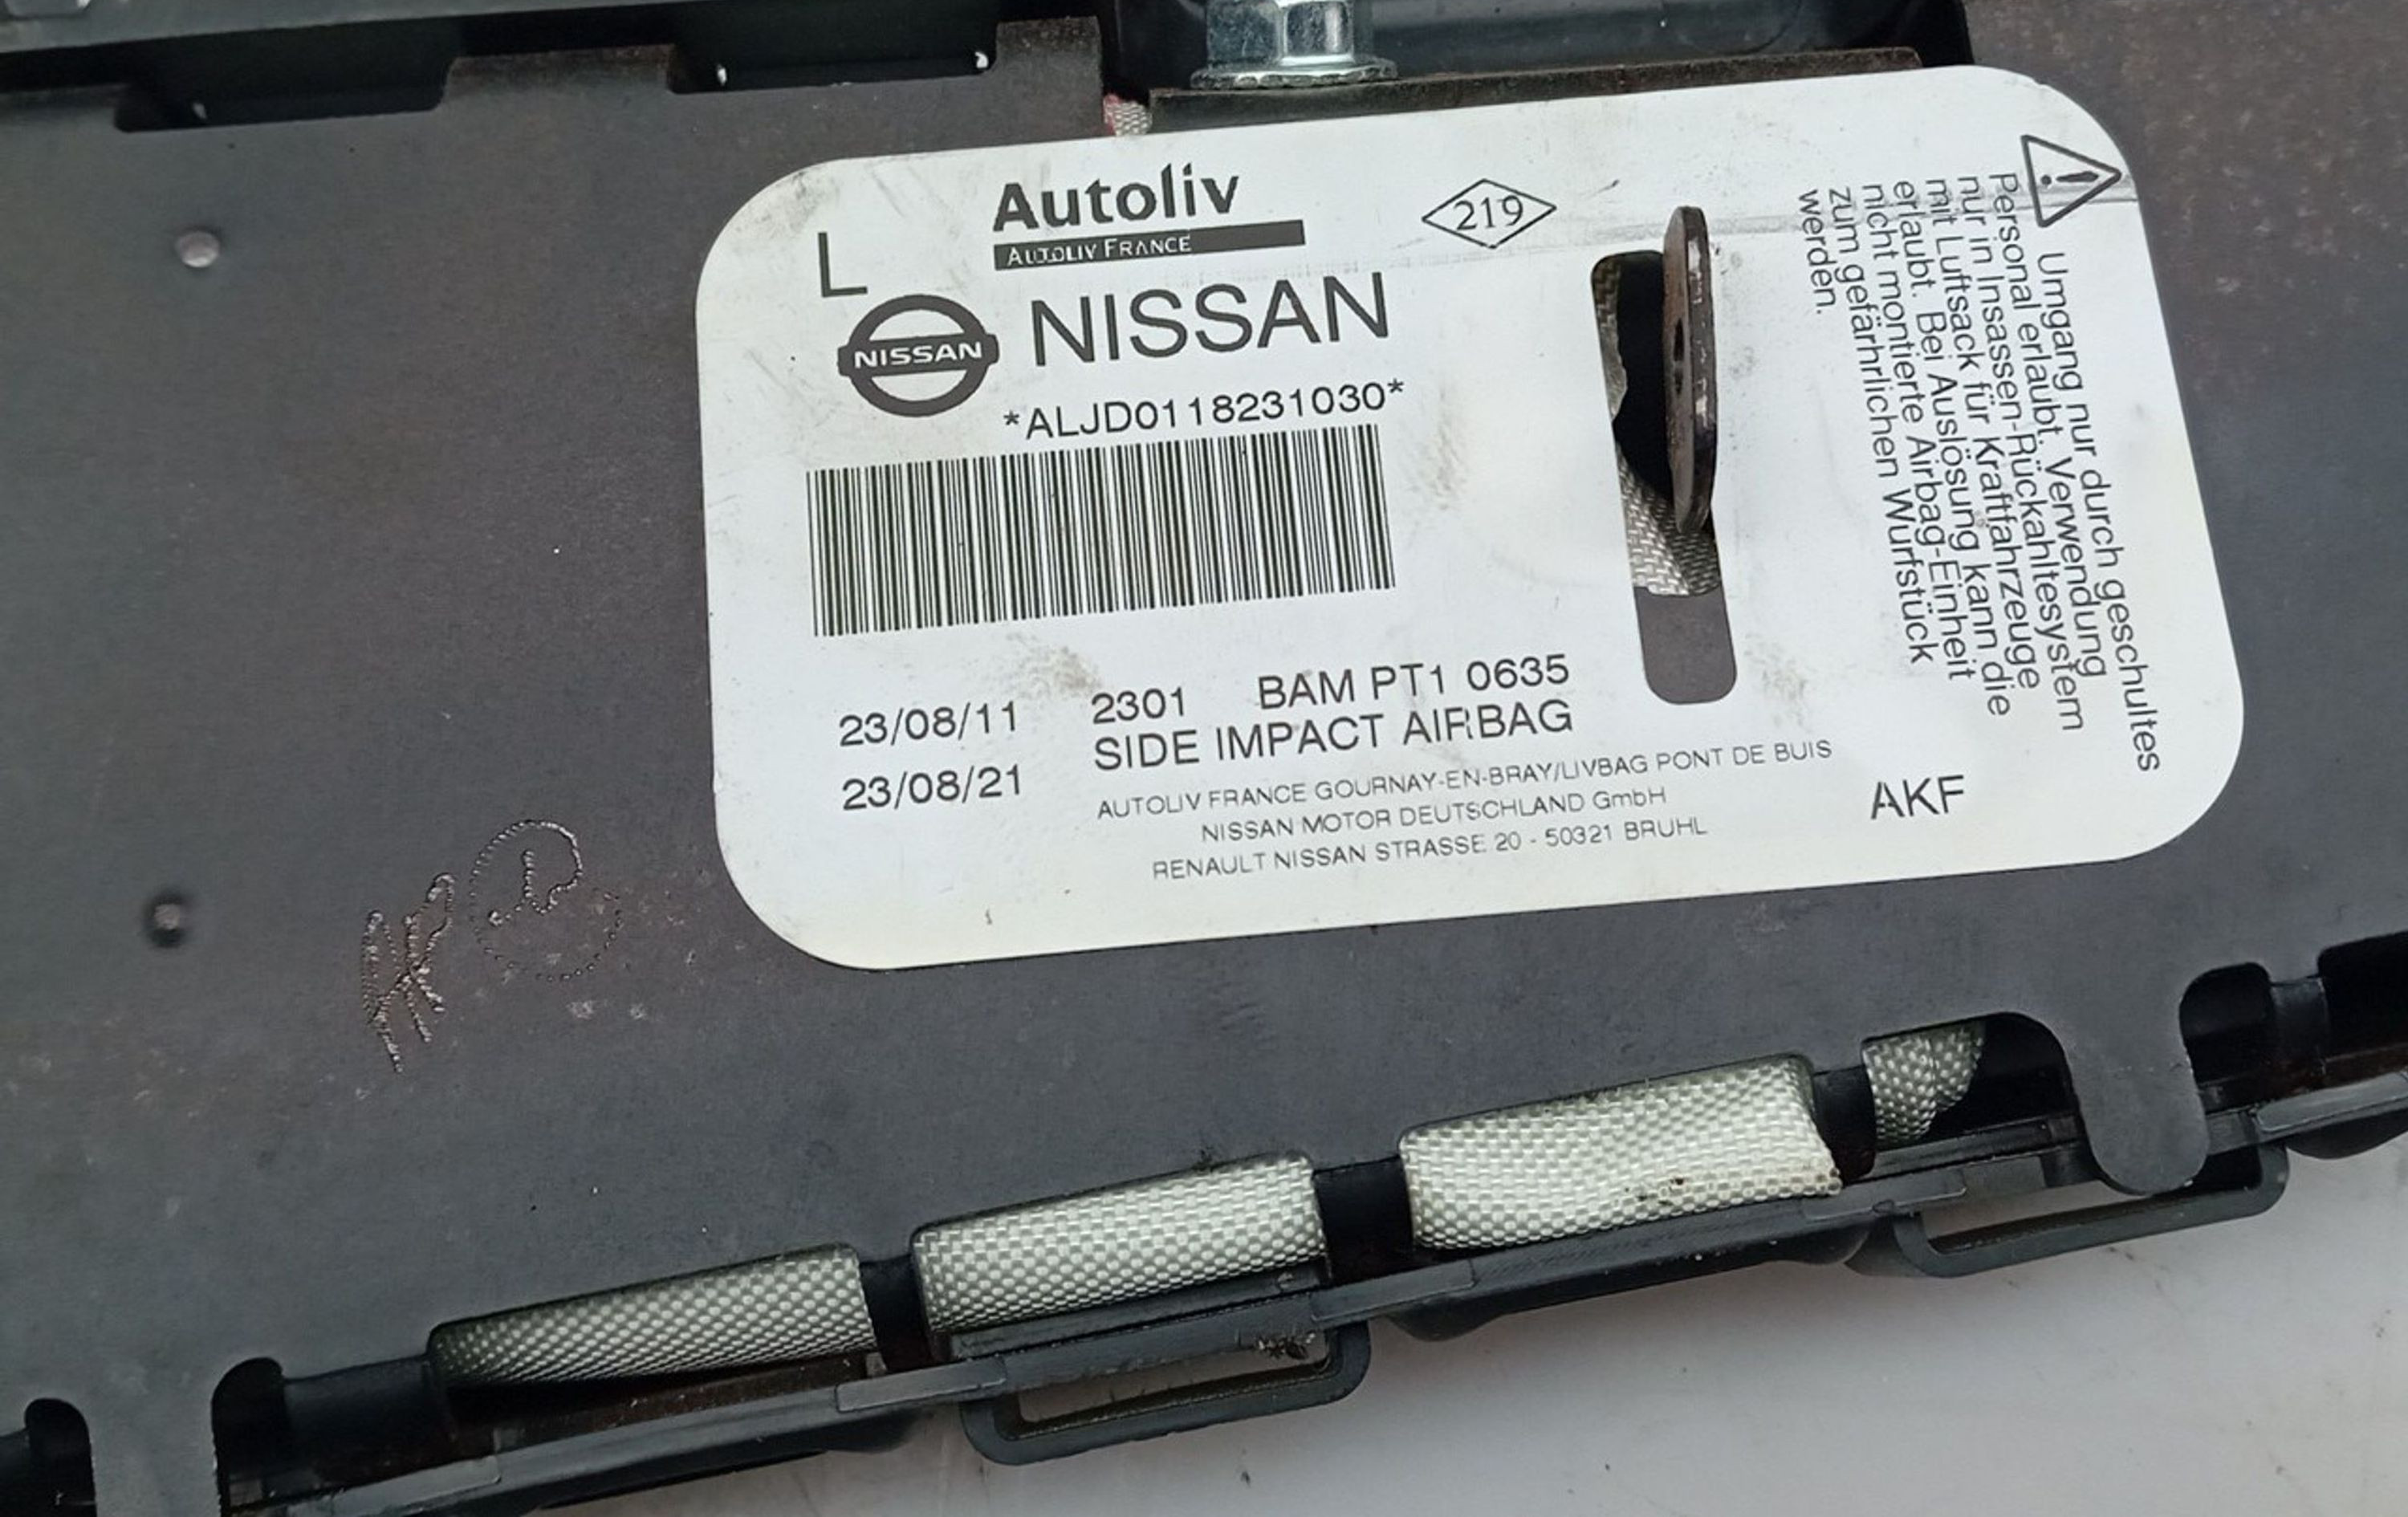 L
Autoliv
AUTOLIV FRANCE
219
NISSAN
NISSAN
*ALJD0118231030*
23/08/11 2301 BAM PT1 0635
23/08/21 SIDE IMPACT AIRBAG
AUTOLIV FRANCE GOURNAY-EN-BRAY/LIVBAG PONT DE BUIS
NISSAN MOTOR DEUTSCHLAND GmbH
RENAULT NISSAN STRASSE 20 - 50321 BRUHL
AKF
Umgang nur durch geschultes
Personal erlaubt. Verwendung
nur in Insassen-Rückahltesystem
mit Luftsack für Kraftfahrzeuge
erlaubt. Bei Auslösung kann die
nicht montierte Airbag-Einheit
zum gefärhrlichen Wurfstück
werden.